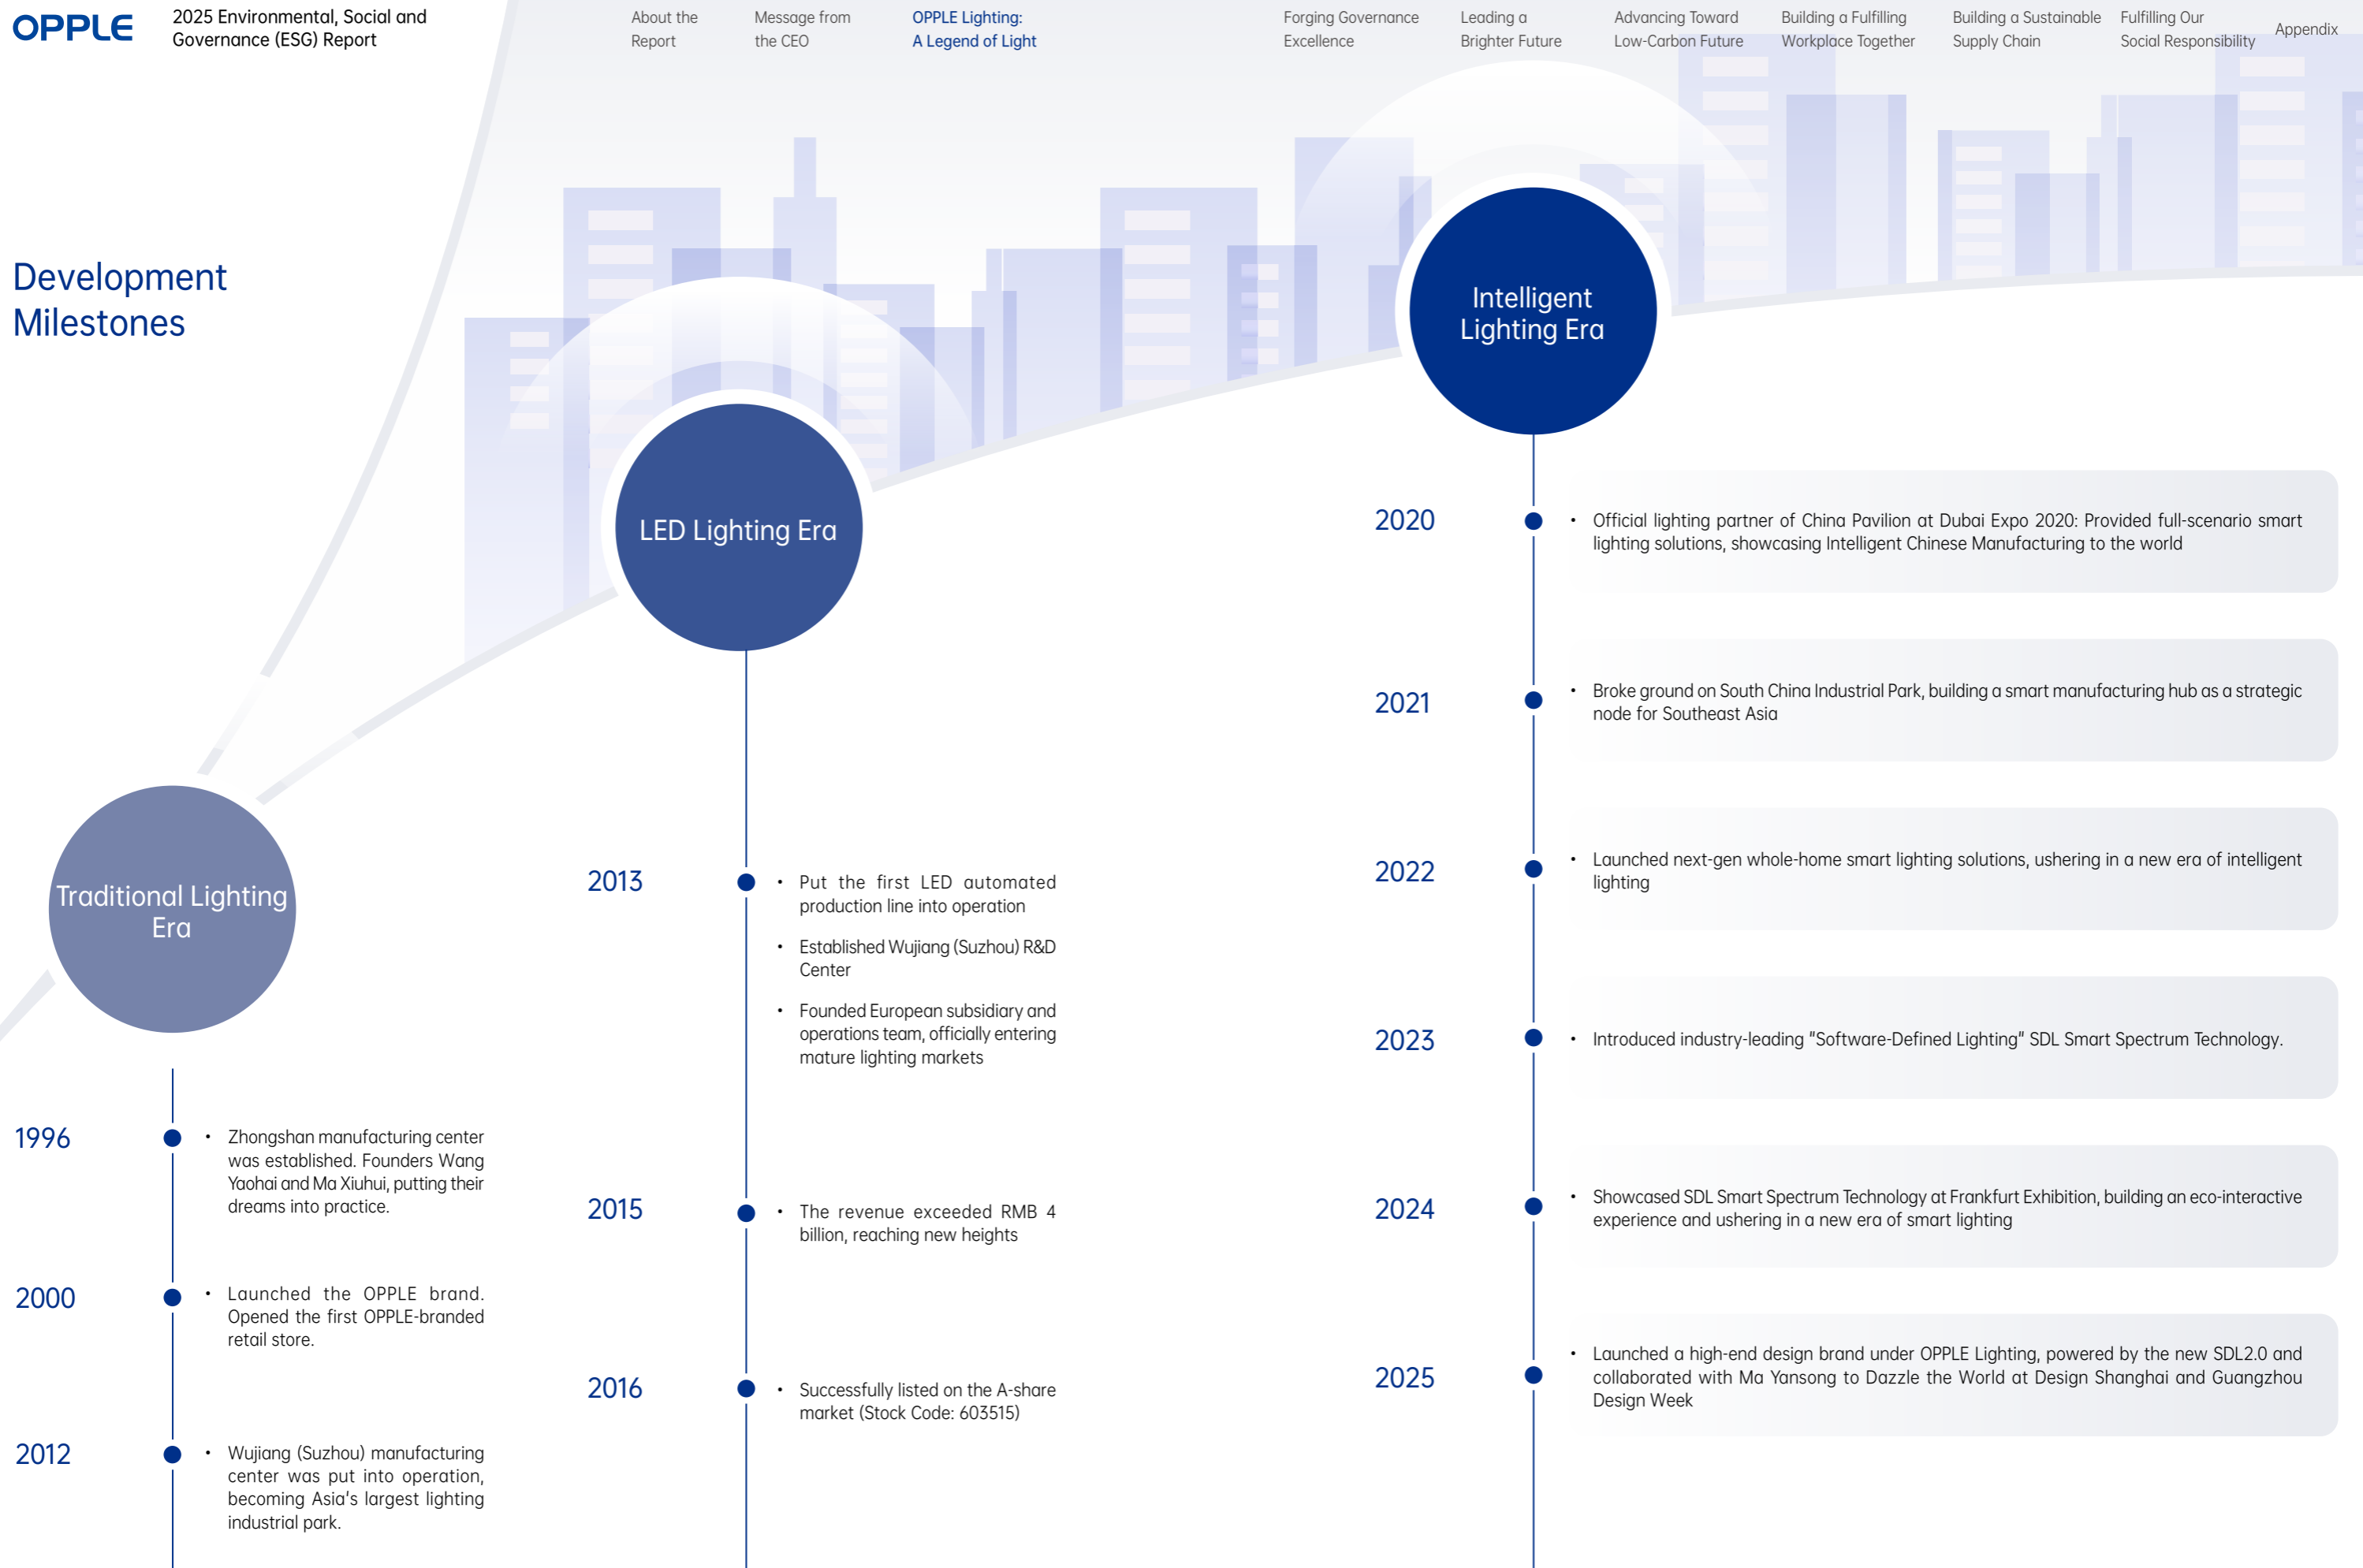 OPPLE
2025 Environmental, Social and
Governance (ESG) Report
About the
Report
Message from
the CEO
OPPLE Lighting:
A Legend of Light
Forging Governance
Excellence
Leading a
Brighter Future
Advancing Toward
Low-Carbon Future
Building a Fulfilling
Workplace Together
Building a Sustainable
Supply Chain
Fulfilling Our
Social Responsibility
Appendix
Development
Milestones
Traditional Lighting
Era
1996
• Zhongshan manufacturing center
was established. Founders Wang
Yaohai and Ma Xiuhui, putting their
dreams into practice.
2000
• Launched the OPPLE brand.
Opened the first OPPLE-branded
retail store.
2012
• Wujiang (Suzhou) manufacturing
center was put into operation,
becoming Asia's largest lighting
industrial park.
LED Lighting Era
2013
• Put the first LED automated
production line into operation
• Established Wujiang (Suzhou) R&D
Center
• Founded European subsidiary and
operations team, officially entering
mature lighting markets
2015
• The revenue exceeded RMB 4
billion, reaching new heights
2016
• Successfully listed on the A-share
market (Stock Code: 603515)
Intelligent
Lighting Era
2020
• Official lighting partner of China Pavilion at Dubai Expo 2020: Provided full-scenario smart
lighting solutions, showcasing Intelligent Chinese Manufacturing to the world
2021
• Broke ground on South China Industrial Park, building a smart manufacturing hub as a strategic
node for Southeast Asia
2022
• Launched next-gen whole-home smart lighting solutions, ushering in a new era of intelligent
lighting
2023
• Introduced industry-leading "Software-Defined Lighting" SDL Smart Spectrum Technology.
2024
• Showcased SDL Smart Spectrum Technology at Frankfurt Exhibition, building an eco-interactive
experience and ushering in a new era of smart lighting
2025
• Launched a high-end design brand under OPPLE Lighting, powered by the new SDL2.0 and
collaborated with Ma Yansong to Dazzle the World at Design Shanghai and Guangzhou
Design Week